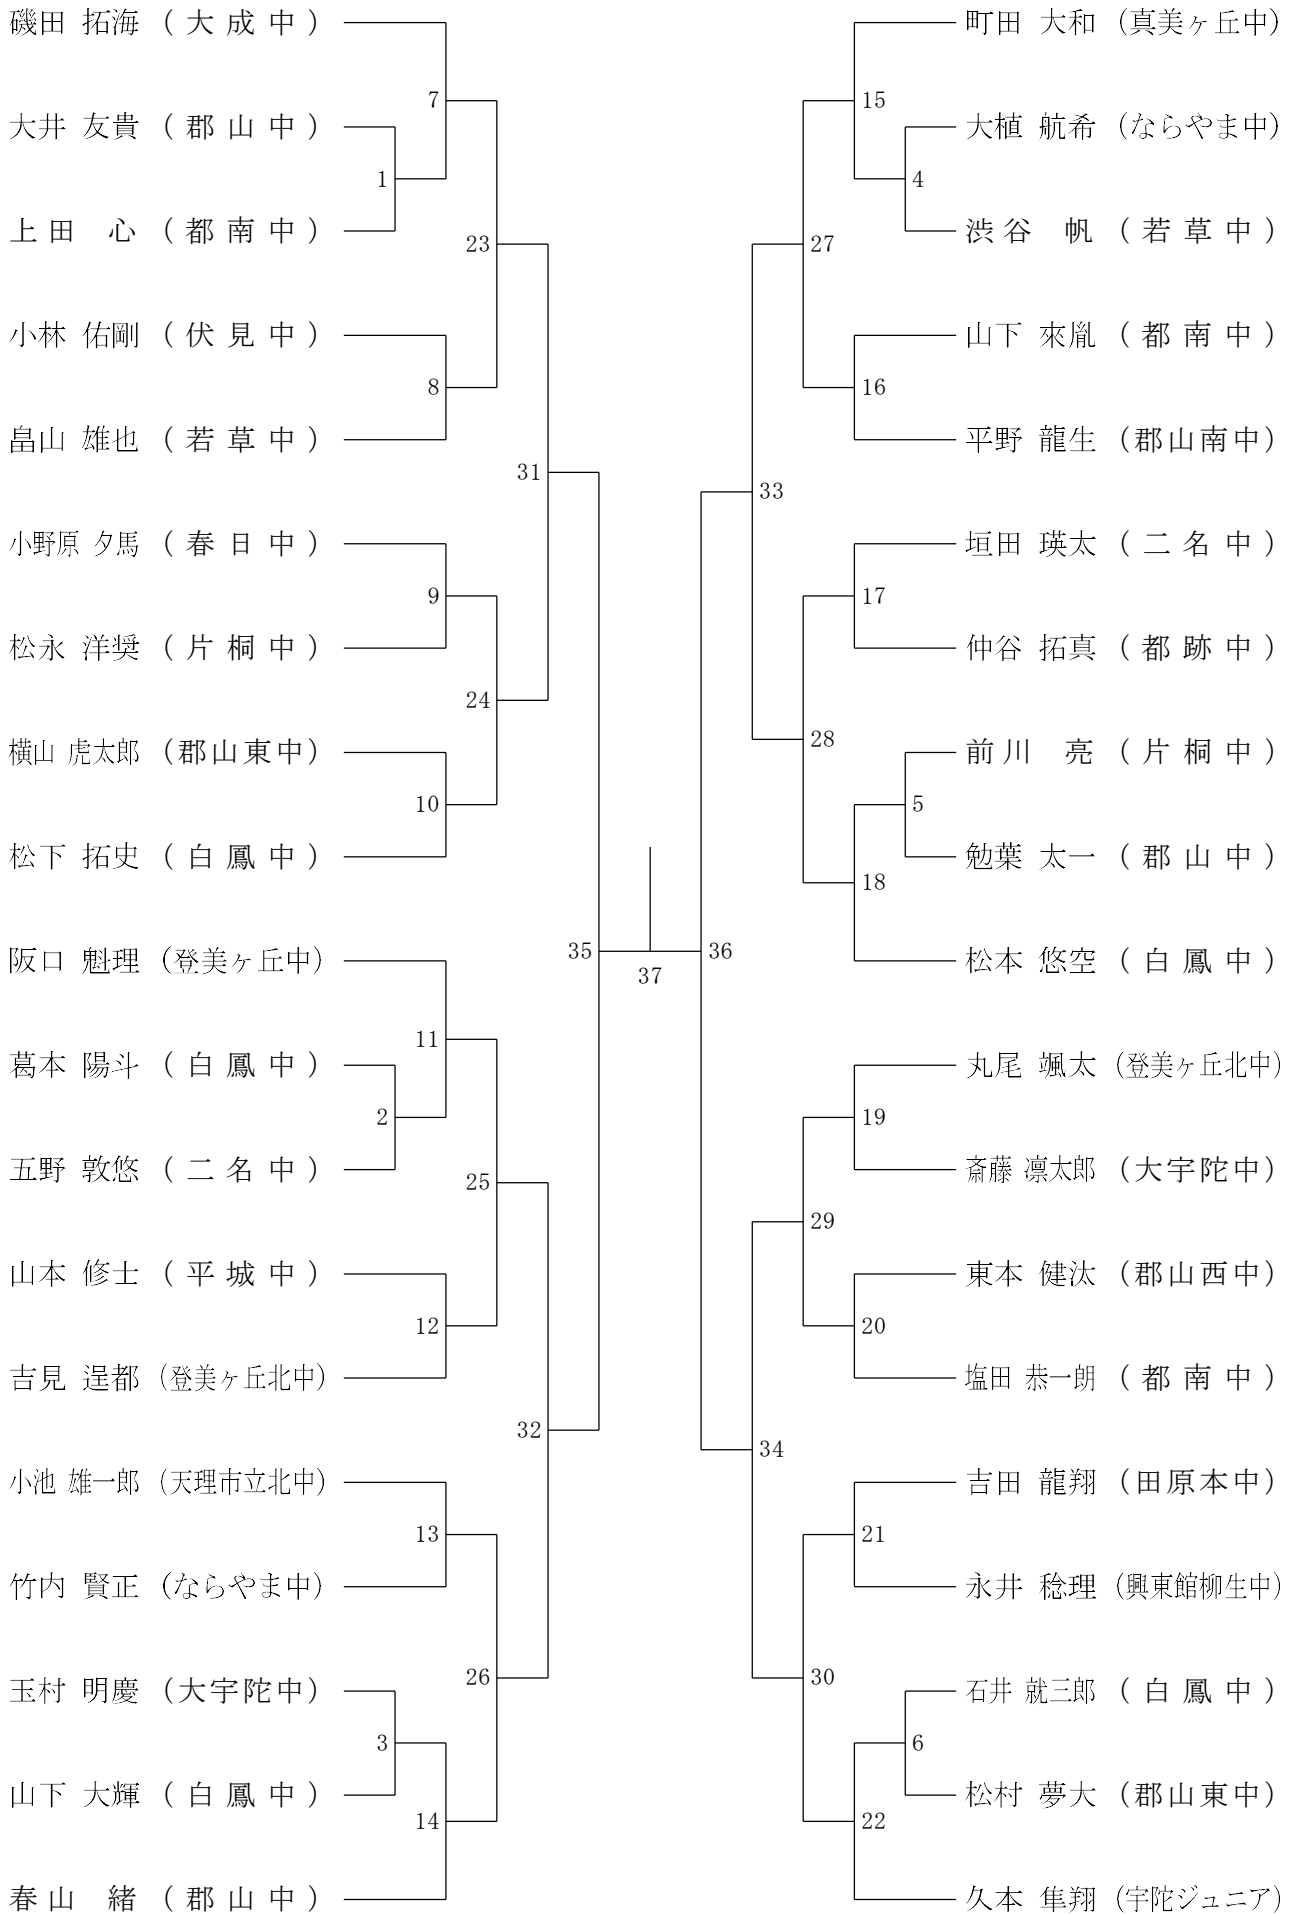 磯田 拓海 (大成中)
大井 友貴 (郡山中)
上田 心 (都南中)
小林 佑剛 (伏見中)
畠山 雄也 (若草中)
小野原 夕馬 (春日中)
松永 洋奨 (片桐中)
横山 虎太郎 (郡山東中)
松下 拓史 (白鳳中)
阪口 魁理 (登美ヶ丘中)
葛本 陽斗 (白鳳中)
五野 敦悠 (二名中)
山本 修士 (平城中)
吉見 逞都 (登美ヶ丘北中)
小池 雄一郎 (天理市立北中)
竹内 賢正 (ならやま中)
玉村 明慶 (大宇陀中)
山下 大輝 (白鳳中)
春山 緒 (郡山中)
7
1
23
8
31
9
24
10
35
11
2
25
12
32
13
26
3
14
37
36
15
4
27
16
33
17
28
5
18
19
29
20
34
21
30
6
22
町田 大和 (真美ヶ丘中)
大植 航希 (ならやま中)
渋谷 帆 (若草中)
山下 來胤 (都南中)
平野 龍生 (郡山南中)
垣田 瑛太 (二名中)
仲谷 拓真 (都跡中)
前川 亮 (片桐中)
勉葉 太一 (郡山中)
松本 悠空 (白鳳中)
丸尾 颯太 (登美ヶ丘北中)
斎藤 凛太郎 (大宇陀中)
東本 健汰 (郡山西中)
塩田 恭一朗 (都南中)
吉田 龍翔 (田原本中)
永井 稔理 (興東館柳生中)
石井 就三郎 (白鳳中)
松村 夢大 (郡山東中)
久本 隼翔 (宇陀ジュニア)